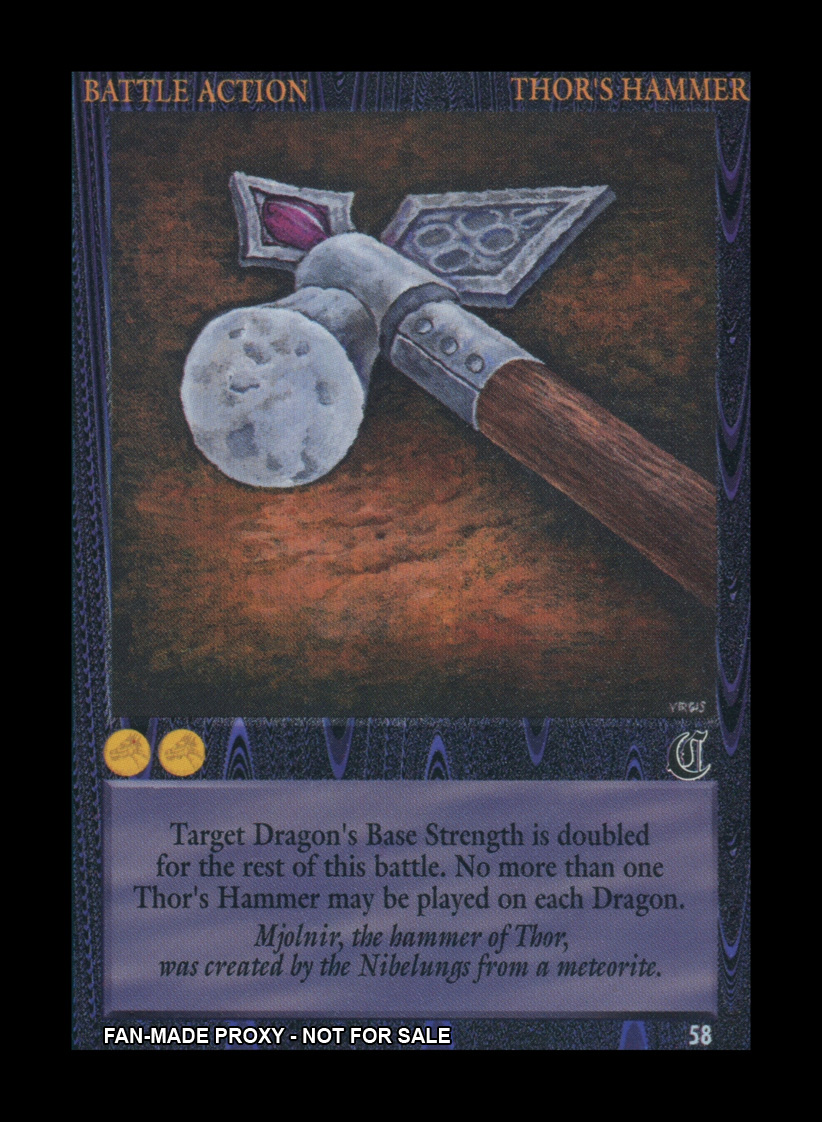 BATTLE ACTION THOR'S HAMMER
VRGIS
C
Target Dragon's Base Strength is doubled
for the rest of this battle. No more than one
Thor's Hammer may be played on each Dragon.
Mjolnir, the hammer of Thor,
was created by the Nibelungs from a meteorite.
FAN-MADE PROXY - NOT FOR SALE 58